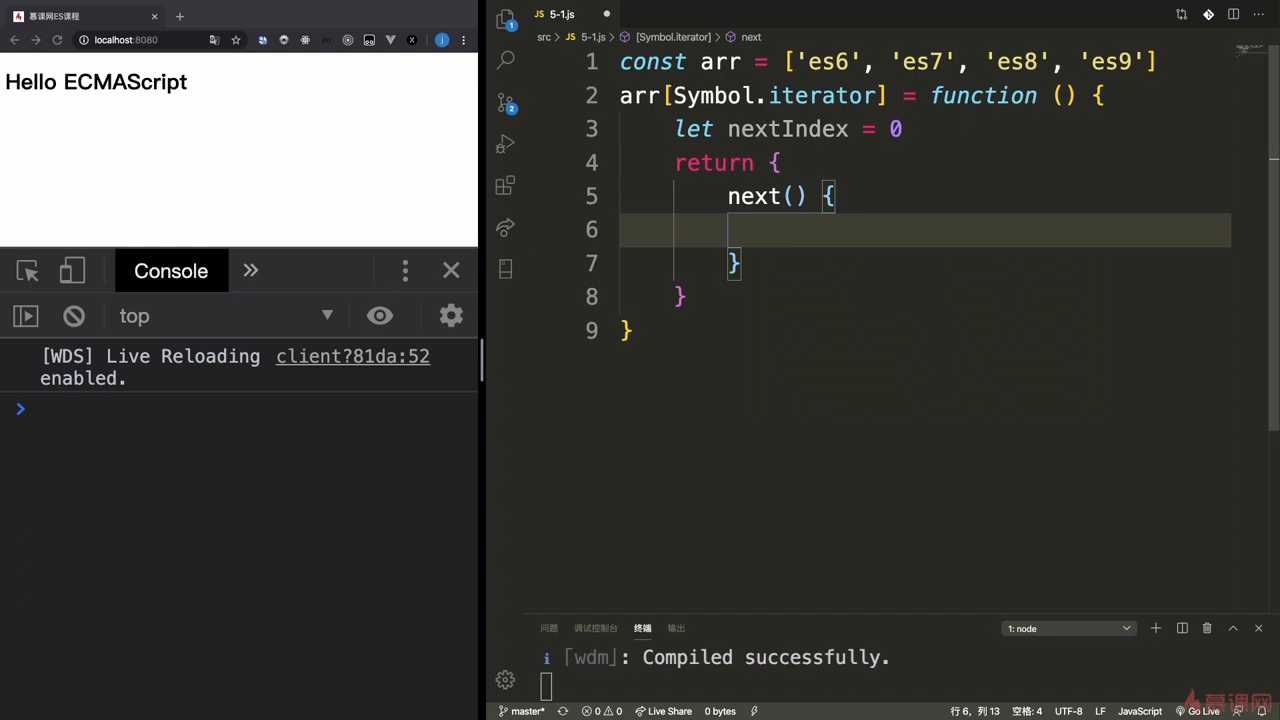 慕课网ES课程
localhost:8080
Hello ECMAScript
Console
top
[WDS] Live Reloading enabled.
client?81da:52
5-1.js
src > 5-1.js > [Symbol.iterator] > next
1 const arr = ['es6', 'es7', 'es8', 'es9']
2 arr[Symbol.iterator] = function () {
3 let nextIndex = 0
4 return {
5 next() {
6
7 }
8 }
9 }
问题 调试控制台 终端 输出
1: node
i ｢wdm｣: Compiled successfully.
master* 0 0 Live Share 0 bytes
行 6, 列 13 空格: 4 UTF-8 LF JavaScript Go Live
慕课网